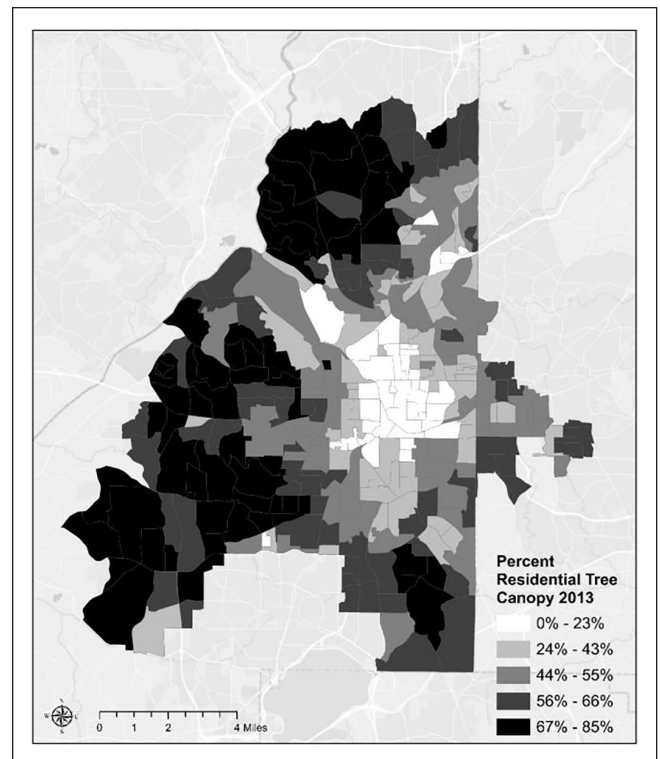 Percent
Residential Tree
Canopy 2013
0% - 23%
24% - 43%
44% - 55%
56% - 66%
67% - 85%
N
W E
S
0 1 2 4 Miles